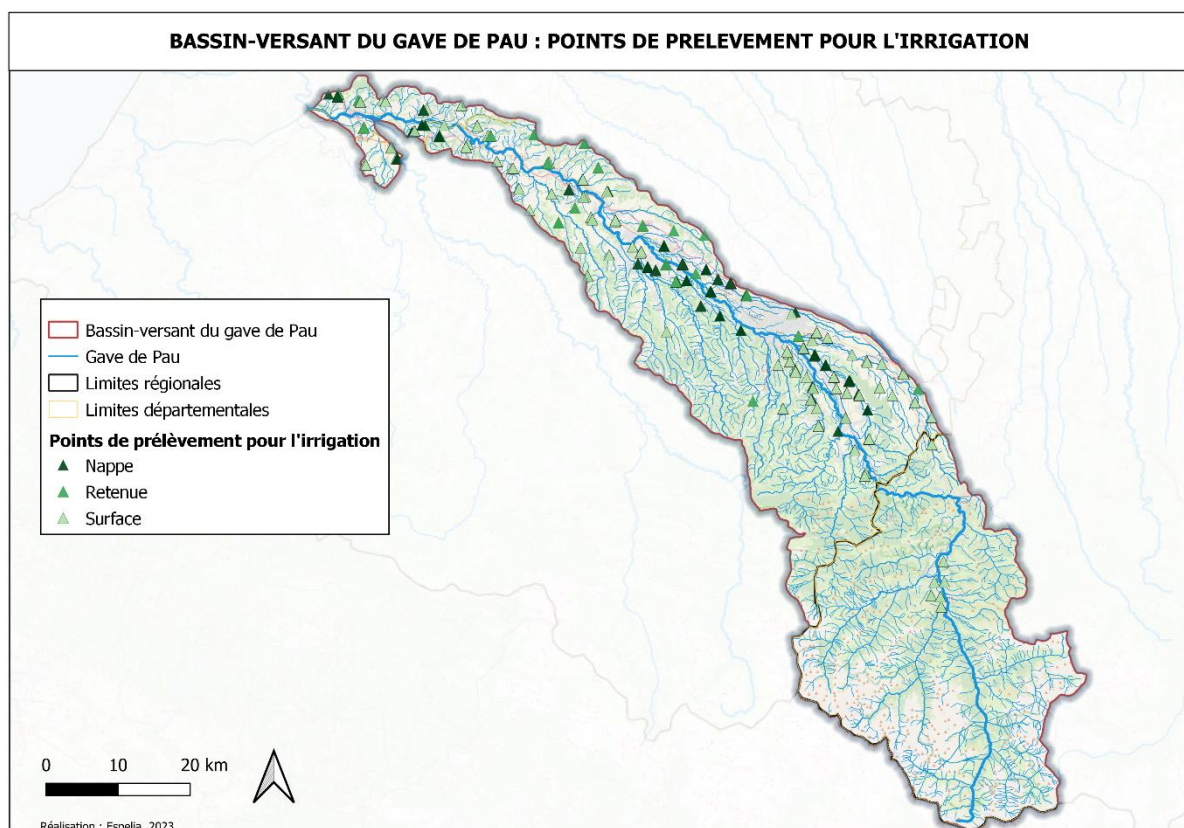 BASSIN-VERSANT DU GAVE DE PAU : POINTS DE PRELEVEMENT POUR L'IRRIGATION
Bassin-versant du gave de Pau
Gave de Pau
Limites régionales
Limites départementales
Points de prélèvement pour l'irrigation
Nappe
Retenue
Surface
0 10 20 km
Réalisation : Espelia, 2023